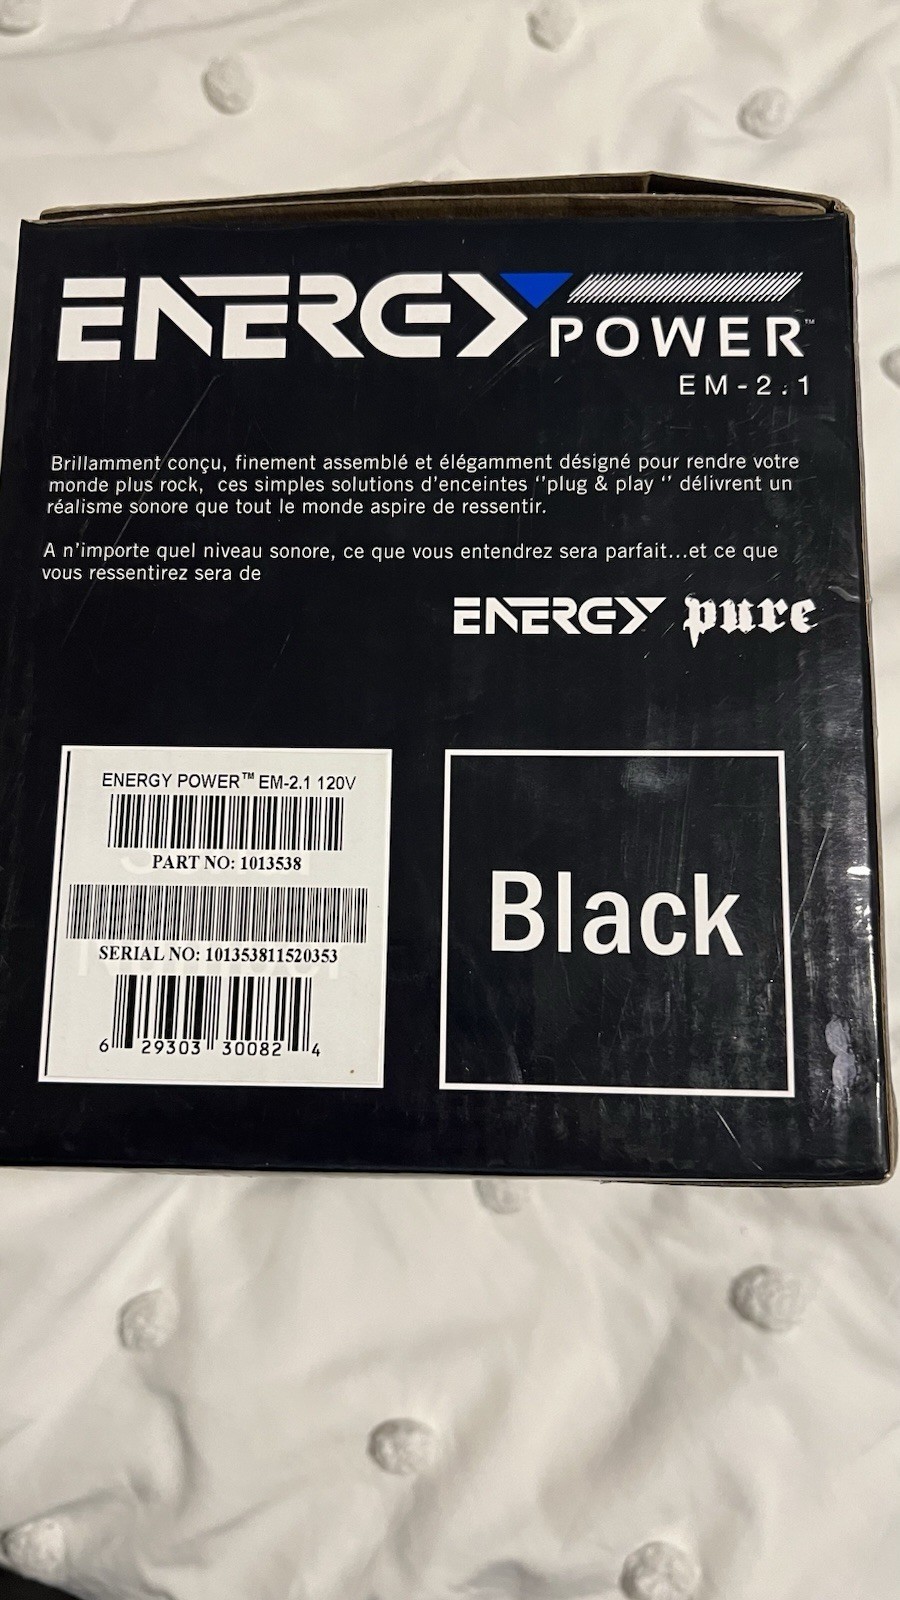 ENERGY POWER™
EM-2.1
Brillamment conçu, finement assemblé et élégamment désigné pour rendre votre
monde plus rock, ces simples solutions d'enceintes ‘‘plug & play ‘’ délivrent un
réalisme sonore que tout le monde aspire de ressentir.
A n'importe quel niveau sonore, ce que vous entendrez sera parfait...et ce que
vous ressentirez sera de
ENERGY pure
ENERGY POWER™ EM-2.1 120V
PART NO: 1013538
SERIAL NO: 101353811520353
6 29303 30082 4
Black